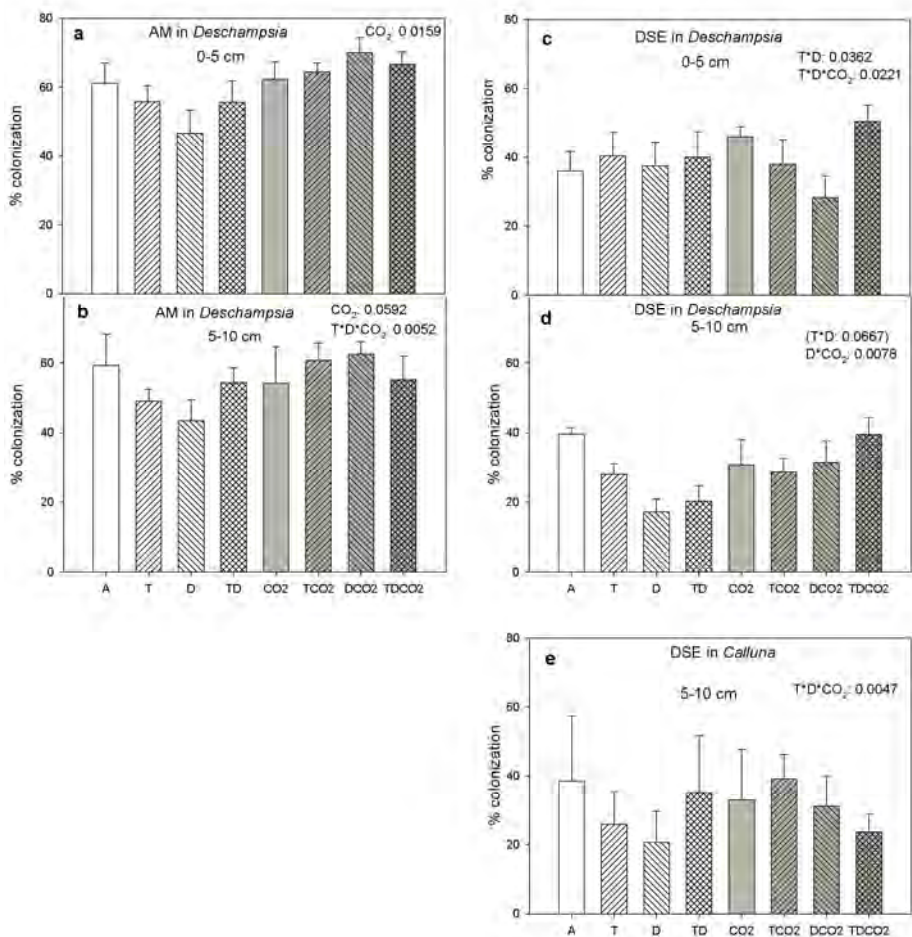 a
AM in Deschampsia
CO2: 0.0159
0-5 cm
% colonization
80
60
40
20
0
b
AM in Deschampsia
CO2: 0.0592
5-10 cm
T*D*CO2: 0.0052
% colonization
60
40
20
0
A T D TD CO2 TCO2 DCO2 TDCO2
c
DSE in Deschampsia
0-5 cm
T*D: 0.0362
T*D*CO2: 0.0221
% colonization
80
60
40
20
0
d
DSE in Deschampsia
5-10 cm
(T*D: 0.0667)
D*CO2: 0.0078
% colonization
60
40
20
0
A T D TD CO2 TCO2 DCO2 TDCO2
e
DSE in Calluna
5-10 cm
T*D*CO2: 0.0047
% colonization
80
60
40
20
0
A T D TD CO2 TCO2 DCO2 TDCO2